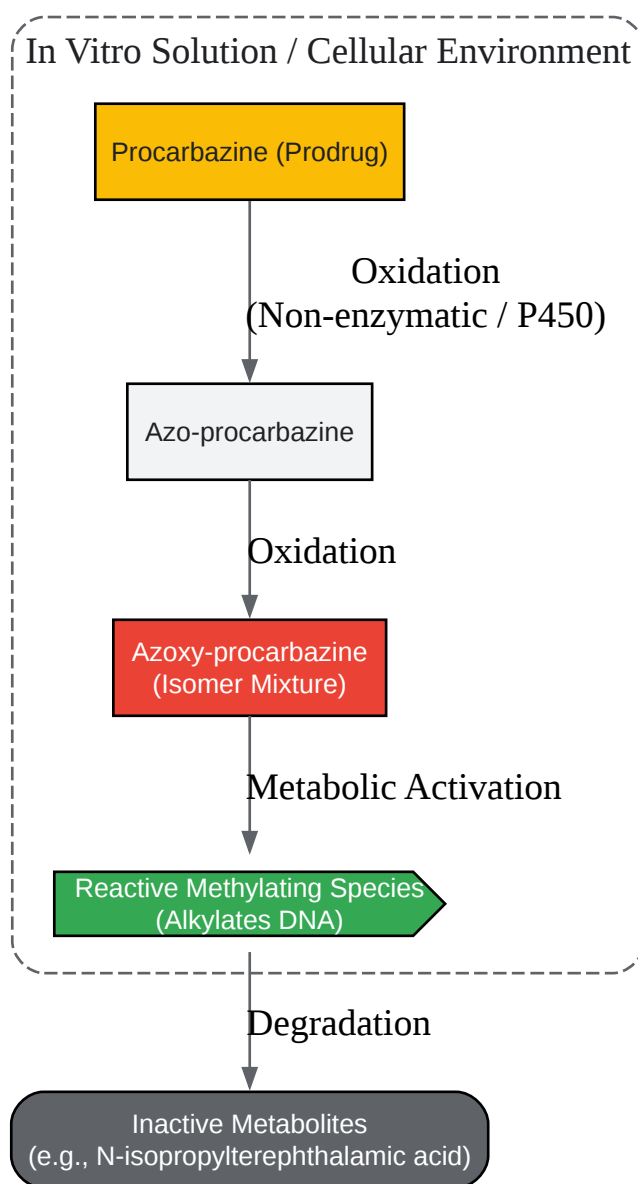 In Vitro Solution / Cellular Environment
Procarbazine (Prodrug)
Oxidation
(Non-enzymatic / P450)
Azo-procarbazine
Oxidation
Azoxy-procarbazine
(Isomer Mixture)
Metabolic Activation
Reactive Methylating Species
(Alkylates DNA)
Degradation
Inactive Metabolites
(e.g., N-isopropylterephthalamic acid)